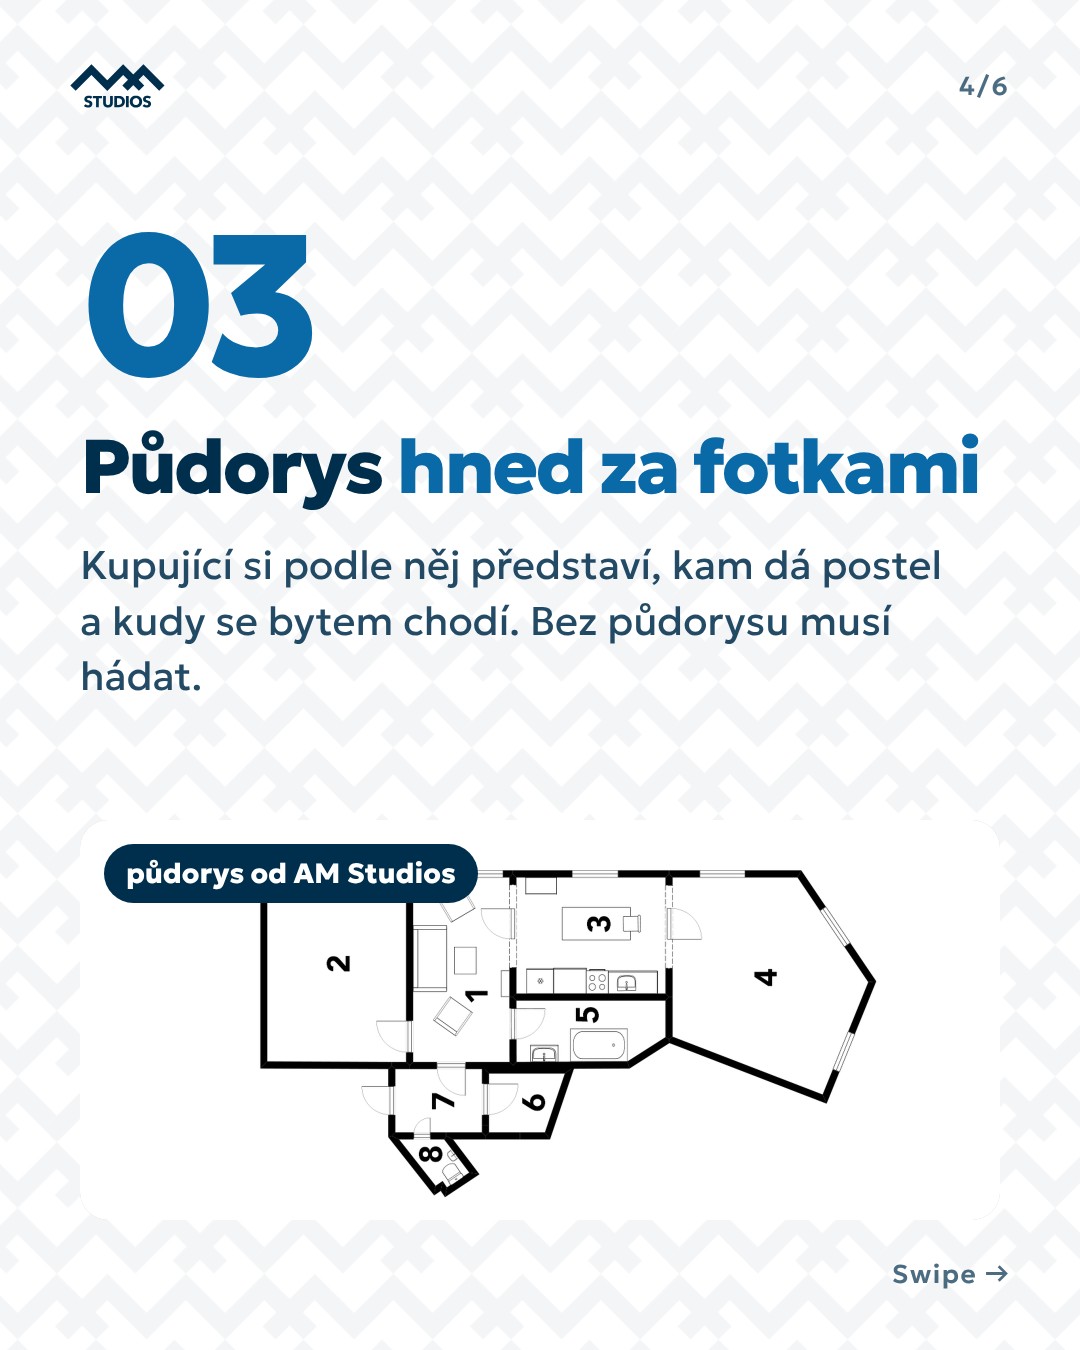 STUDIOS
4/6
03
Půdorys hned za fotkami
Kupující si podle něj představí, kam dá postel
a kudy se bytem chodí. Bez půdorysu musí
hádat.
půdorys od AM Studios
2
1
3
4
5
7
6
8
Swipe →